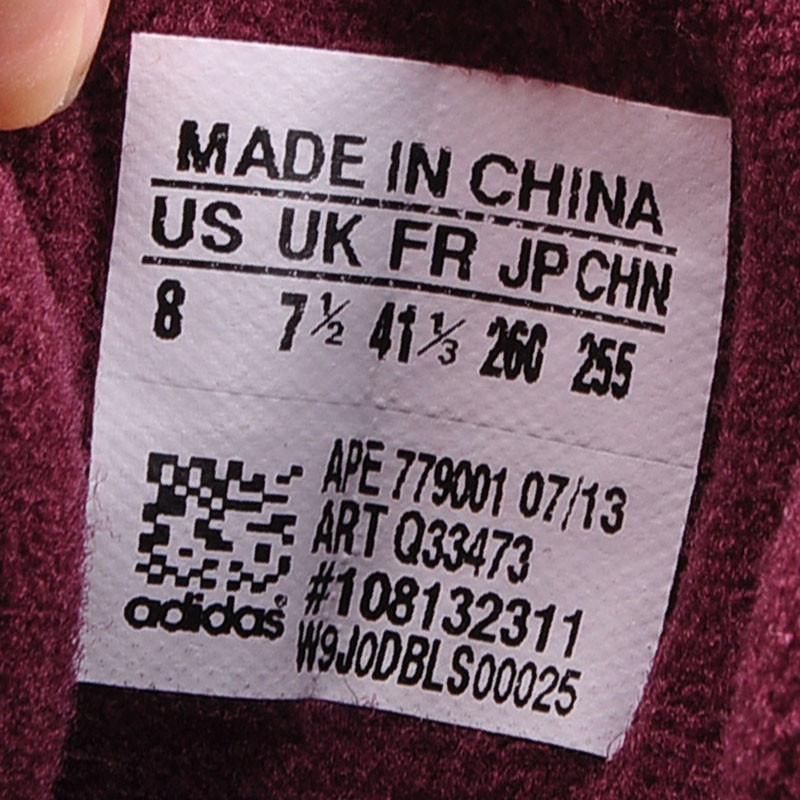 MADE IN CHINA
US UK FR JP CHN
8 7½ 41⅓ 260 255
APE 779001 07/13
ART Q33473
#108132311
W9J0DBLS00025
adidas®